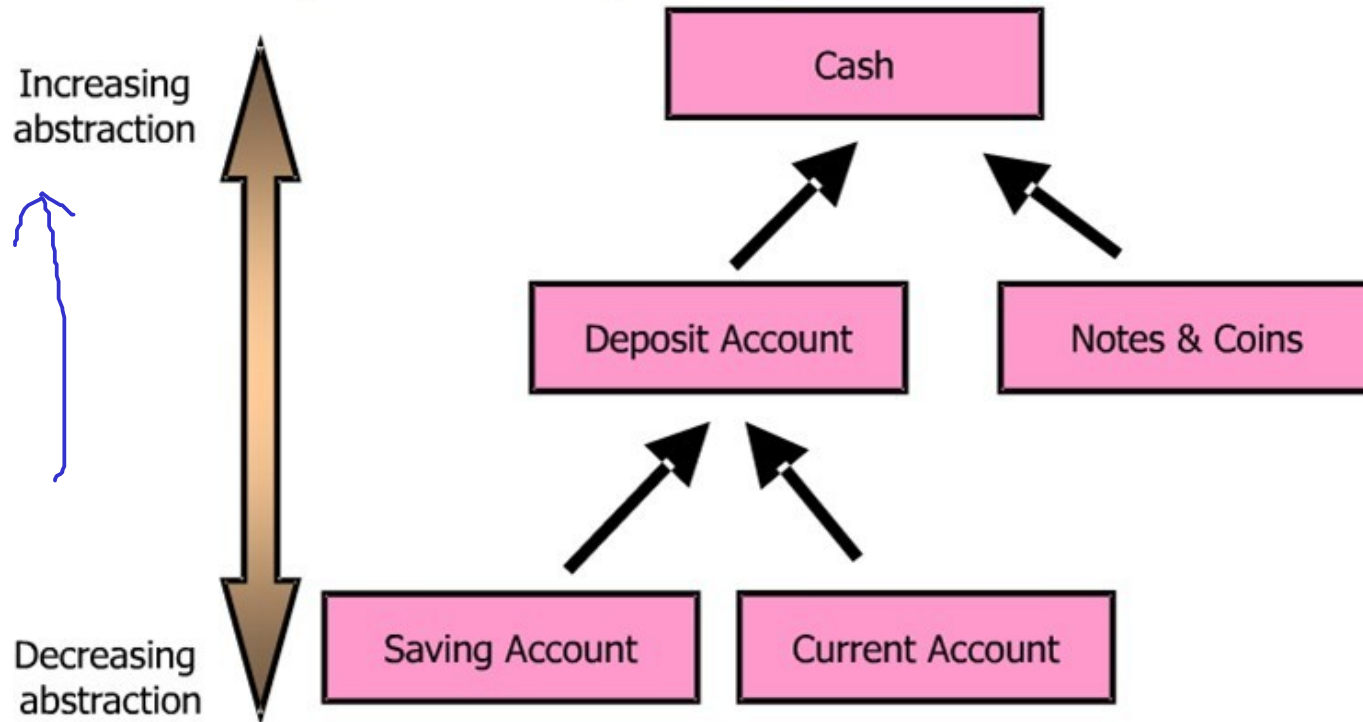 Cash
Increasing
abstraction
Deposit Account
Notes & Coins
Saving Account
Current Account
Decreasing
abstraction